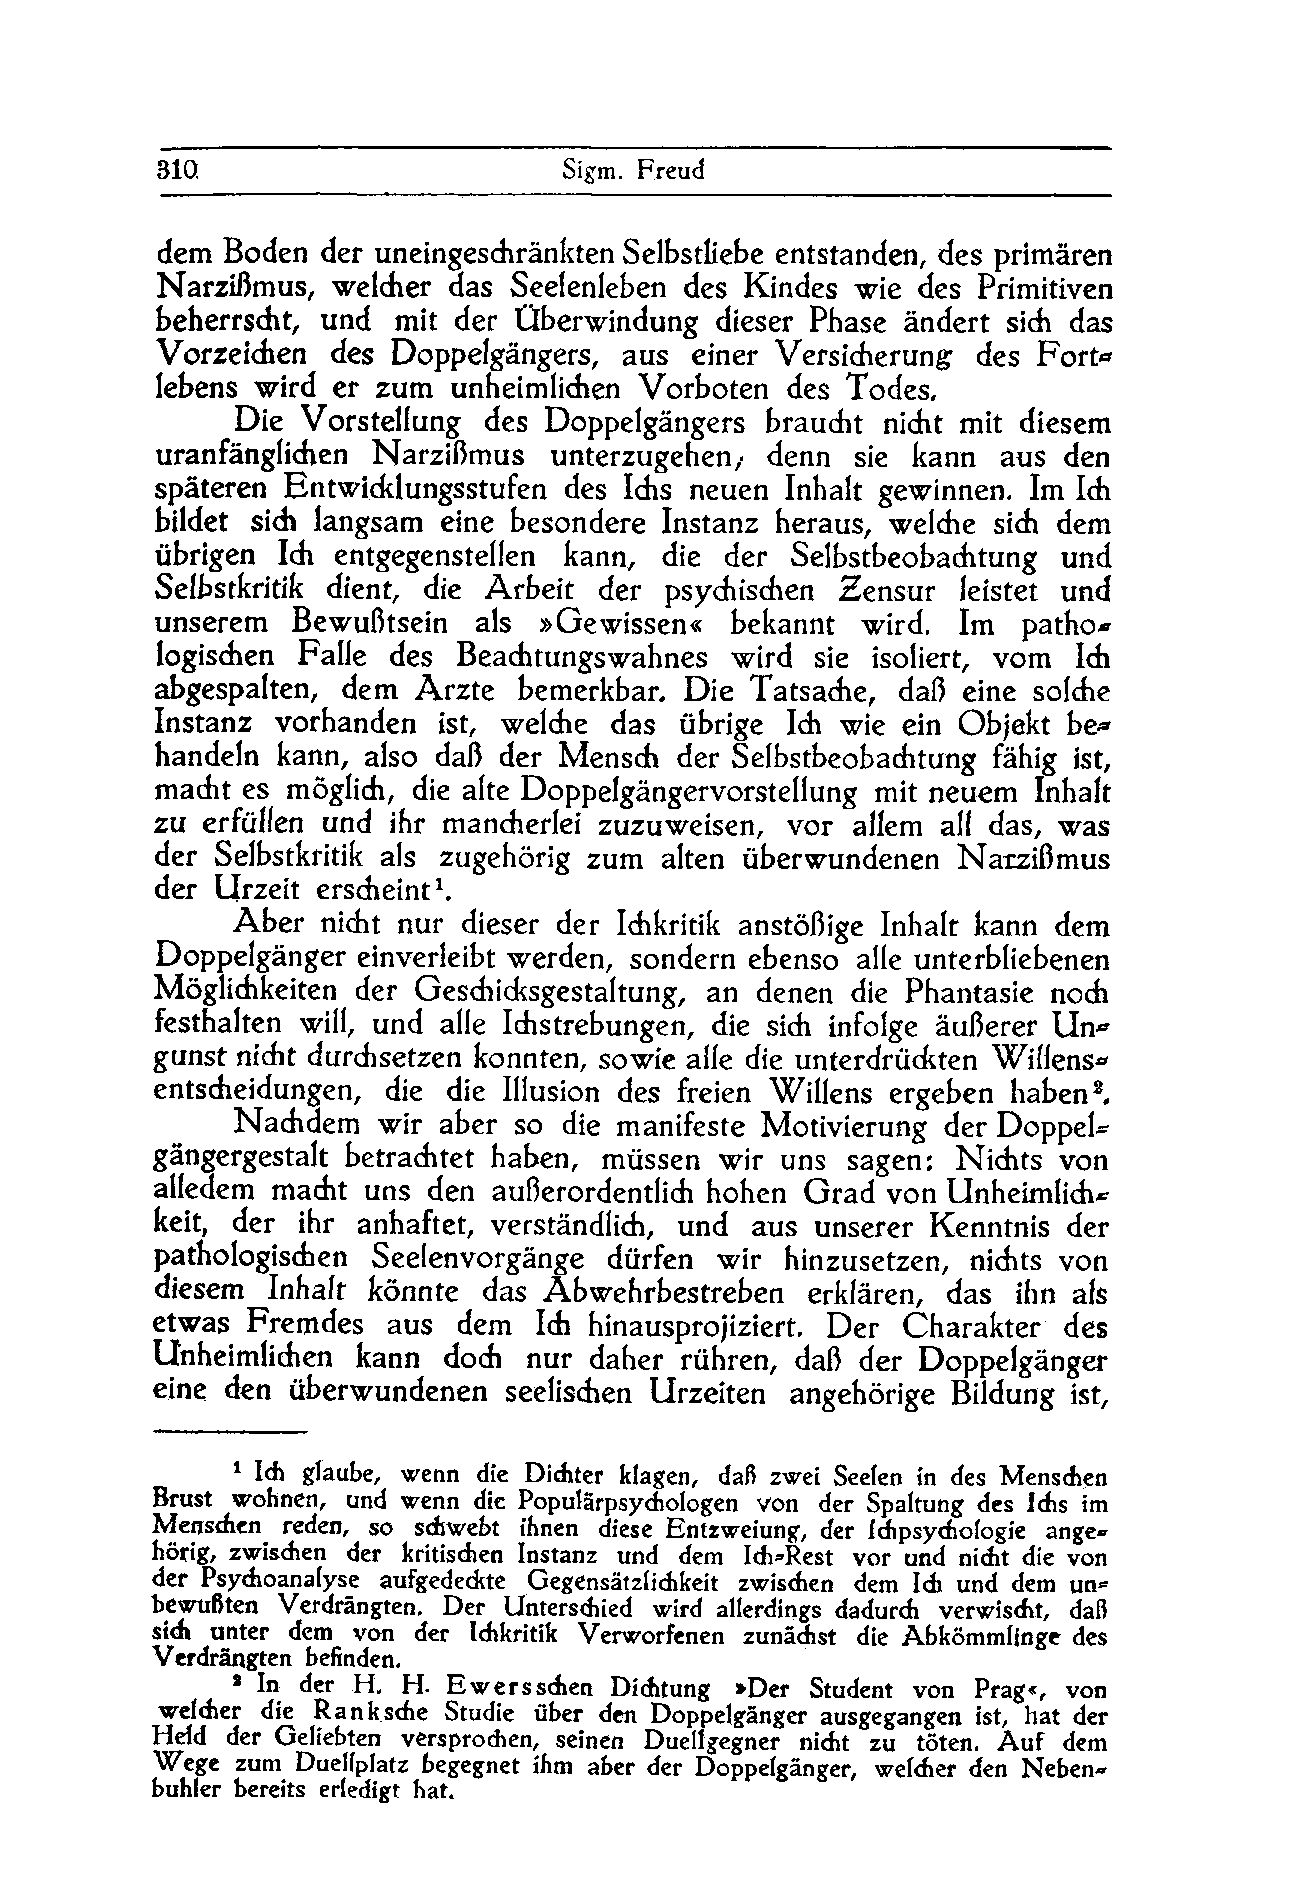 310
Sigm. Freud
dem Boden der uneingeschränkten Selbstliebe entstanden, des primären
Narzißmus, welcher das Seelenleben des Kindes wie des Primitiven
beherrscht, und mit der Überwindung dieser Phase ändert sich das
Vorzeichen des Doppelgängers, aus einer Versicherung des Fort-
lebens wird er zum unheimlichen Vorboten des Todes.
Die Vorstellung des Doppelgängers braucht nicht mit diesem
uranfänglichen Narzißmus unterzugehen; denn sie kann aus den
späteren Entwicklungsstufen des Ichs neuen Inhalt gewinnen. Im Ich
bildet sich langsam eine besondere Instanz heraus, welche sich dem
übrigen Ich entgegenstellen kann, die der Selbstbeobachtung und
Selbstkritik dient, die Arbeit der psychischen Zensur leistet und
unserem Bewußtsein als »Gewissen« bekannt wird. Im patho-
logischen Falle des Beachtungswahnes wird sie isoliert, vom Ich
abgespalten, dem Arzte bemerkbar. Die Tatsache, daß eine solche
Instanz vorhanden ist, welche das übrige Ich wie ein Objekt be-
handeln kann, also daß der Mensch der Selbstbeobachtung fähig ist,
macht es möglich, die alte Doppelgängervorstellung mit neuem Inhalt
zu erfüllen und ihr mancherlei zuzuweisen, vor allem all das, was
der Selbstkritik als zugehörig zum alten überwundenen Narzißmus
der Urzeit erscheint¹.
Aber nicht nur dieser der Ichkritik anstößige Inhalt kann dem
Doppelgänger einverleibt werden, sondern ebenso alle unterbliebenen
Möglichkeiten der Geschicksgestaltung, an denen die Phantasie noch
festhalten will, und alle Ichstrebungen, die sich infolge äußerer Un-
gunst nicht durchsetzen konnten, sowie alle die unterdrückten Willens-
entscheidungen, die die Illusion des freien Willens ergeben haben².
Nachdem wir aber so die manifeste Motivierung der Doppel-
gängergestalt betrachtet haben, müssen wir uns sagen: Nichts von
alledem macht uns den außerordentlich hohen Grad von Unheimlich-
keit, der ihr anhaftet, verständlich, und aus unserer Kenntnis der
pathologischen Seelenvorgänge dürfen wir hinzusetzen, nichts von
diesem Inhalt könnte das Abwehrbestreben erklären, das ihn als
etwas Fremdes aus dem Ich hinausprojiziert. Der Charakter des
Unheimlichen kann doch nur daher rühren, daß der Doppelgänger
eine den überwundenen seelischen Urzeiten angehörige Bildung ist,
¹ Ich glaube, wenn die Dichter klagen, daß zwei Seelen in des Menschen
Brust wohnen, und wenn die Populärpsychologen von der Spaltung des Ichs im
Menschen reden, so schwebt ihnen diese Entzweiung, der Ichpsychologie ange-
hörig, zwischen der kritischen Instanz und dem Ich-Rest vor und nicht die von
der Psychoanalyse aufgedeckte Gegensätzlichkeit zwischen dem Ich und dem un-
bewußten Verdrängten. Der Unterschied wird allerdings dadurch verwischt, daß
sich unter dem von der Ichkritik Verworfenen zunächst die Abkömmlinge des
Verdrängten befinden.
² In der H. H. Ewersschen Dichtung »Der Student von Prag«, von
welcher die Ranksche Studie über den Doppelgänger ausgegangen ist, hat der
Held der Geliebten versprochen, seinen Duellgegner nicht zu töten. Auf dem
Wege zum Duellplatz begegnet ihm aber der Doppelgänger, welcher den Neben-
buhler bereits erledigt hat.